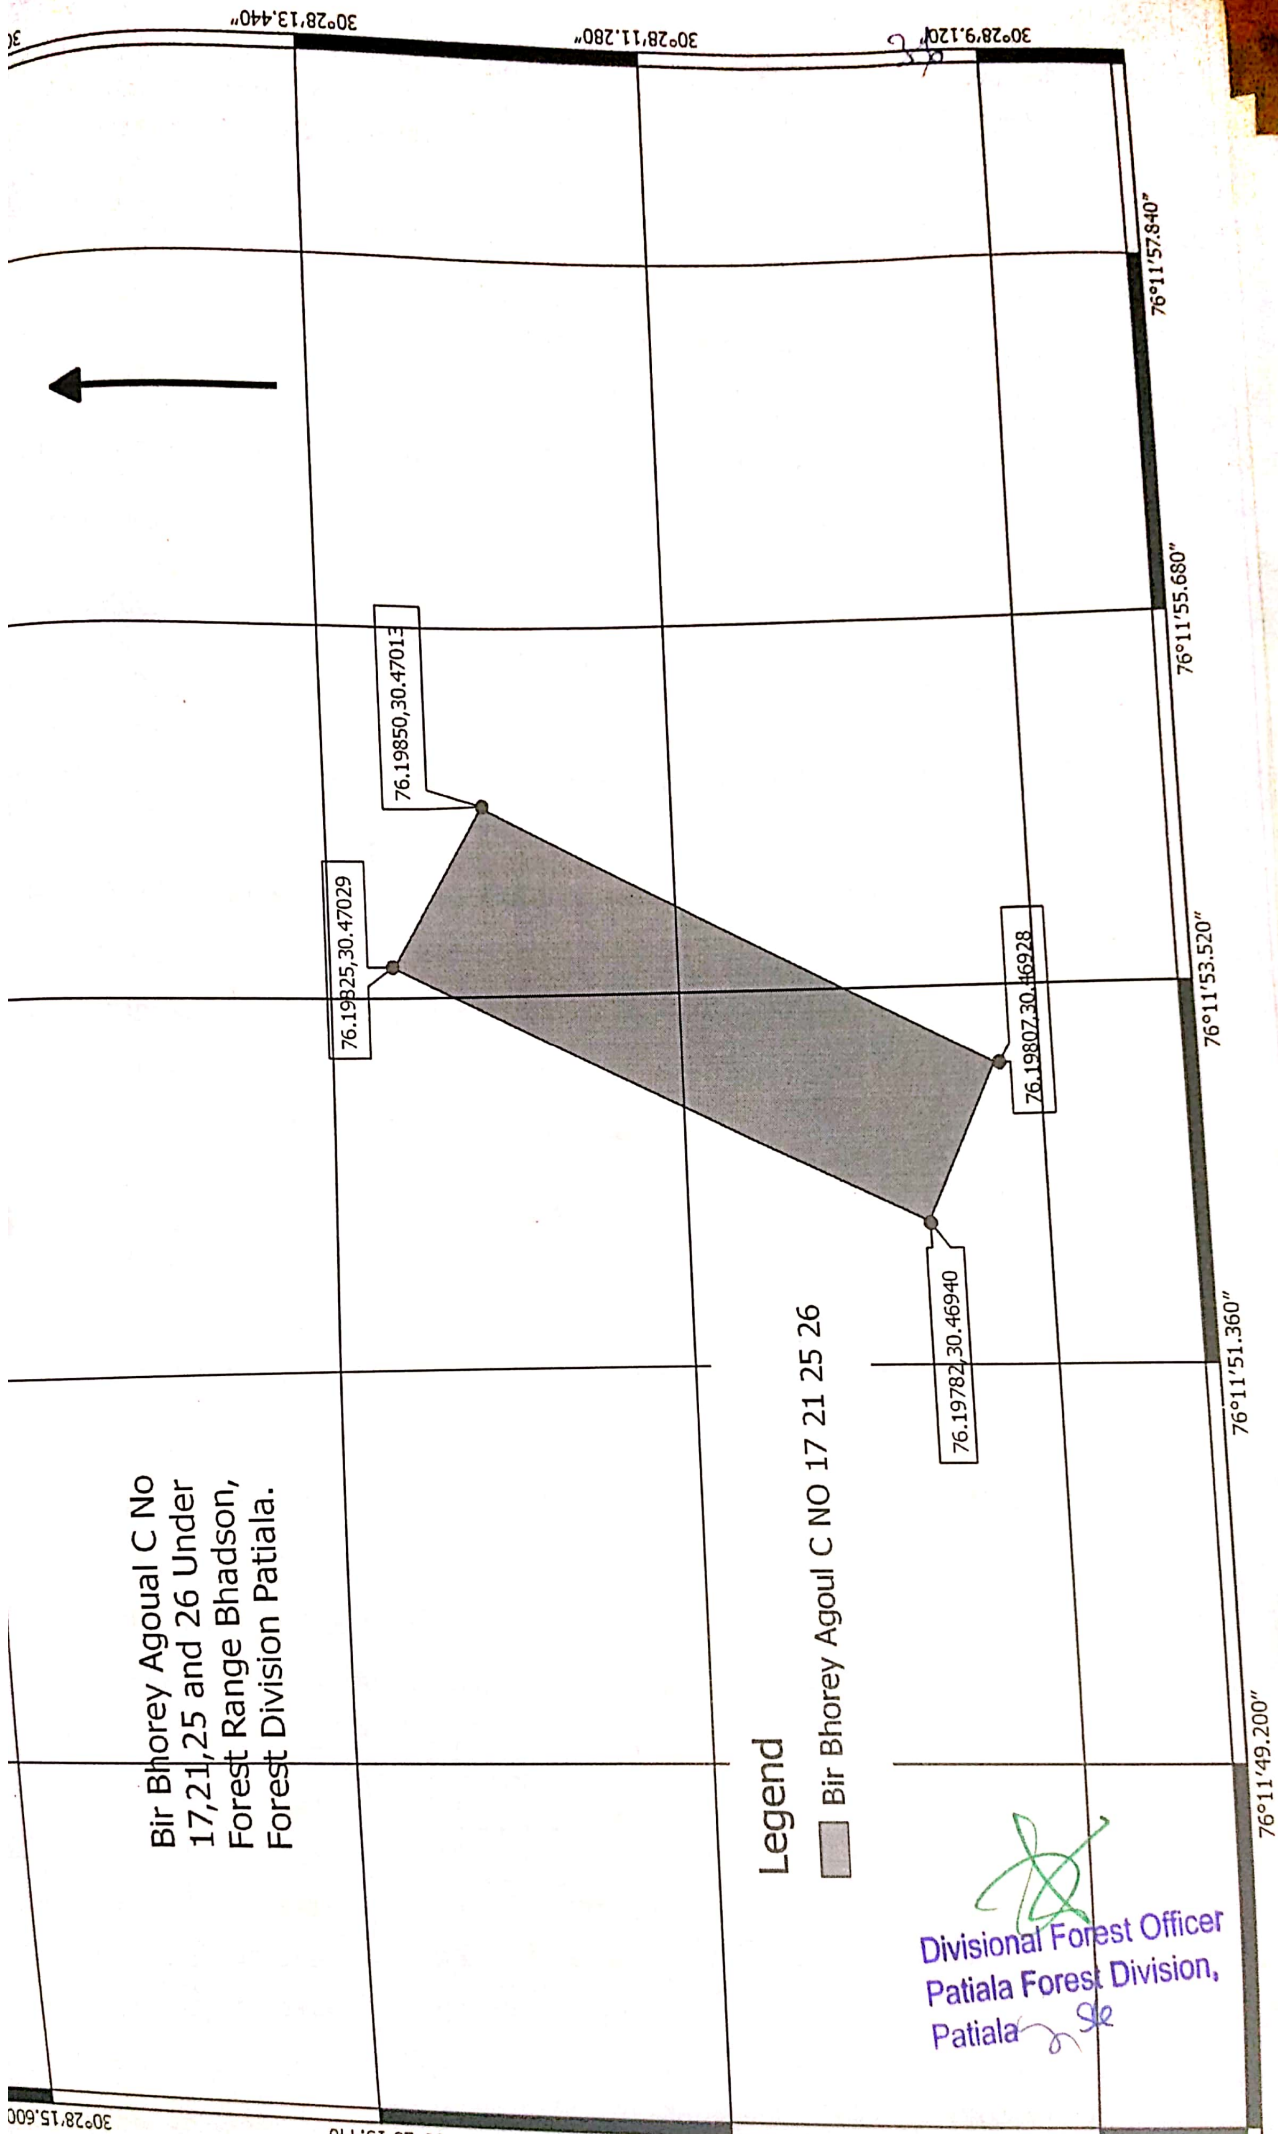 Bir Bhorey Agoual C No
17,21,25 and 26 Under
Forest Range Bhadson,
Forest Division Patiala.
76.19825,30.47029
76.19850,30.47013
76.19782,30.46940
76.19807,30.46928
Legend
Bir Bhorey Agoul C NO 17 21 25 26
Divisional Forest Officer
Patiala Forest Division,
Patiala
30°28'15.600
30°28'13.440"
30°28'11.280"
30°28'9.120"
76°11'49.200"
76°11'51.360"
76°11'53.520"
76°11'55.680"
76°11'57.840"